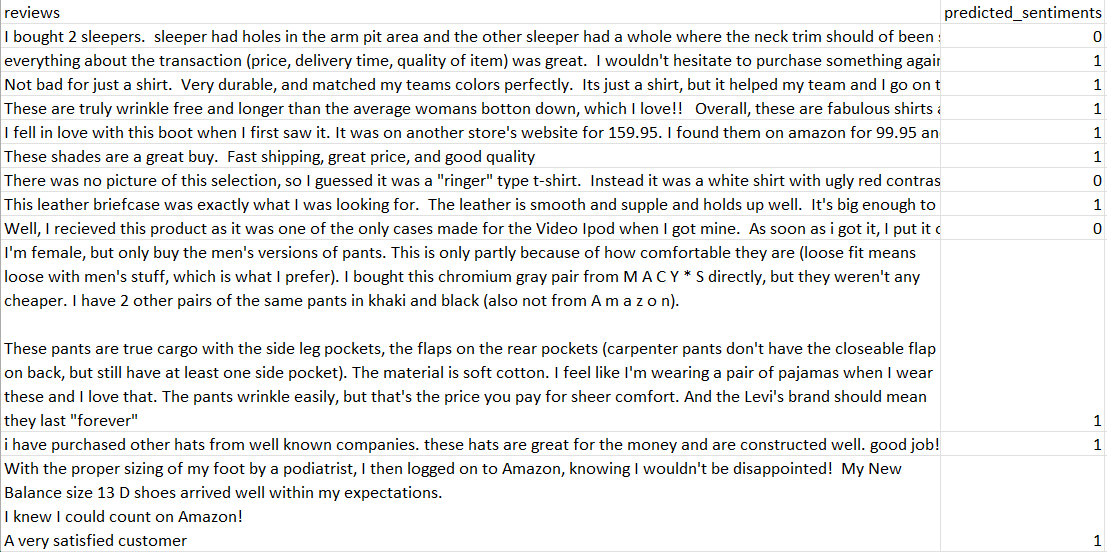 reviews predicted_sentiments
I bought 2 sleepers.  sleeper had holes in the arm pit area and the other sleeper had a whole where the neck trim should of been 0
everything about the transaction (price, delivery time, quality of item) was great.  I wouldn't hesitate to purchase something again 1
Not bad for just a shirt.  Very durable, and matched my teams colors perfectly.  Its just a shirt, but it helped my team and I go on t 1
These are truly wrinkle free and longer than the average womans botton down, which I love!!   Overall, these are fabulous shirts 1
I fell in love with this boot when I first saw it. It was on another store's website for 159.95. I found them on amazon for 99.95 an 1
These shades are a great buy.  Fast shipping, great price, and good quality 1
There was no picture of this selection, so I guessed it was a "ringer" type t-shirt.  Instead it was a white shirt with ugly red contras 0
This leather briefcase was exactly what I was looking for.  The leather is smooth and supple and holds up well.  It's big enough to 1
Well, I recieved this product as it was one of the only cases made for the Video Ipod when I got mine.  As soon as i got it, I put it 0
I'm female, but only buy the men's versions of pants. This is only partly because of how comfortable they are (loose fit means
loose with men's stuff, which is what I prefer). I bought this chromium gray pair from M A C Y * S directly, but they weren't any
cheaper. I have 2 other pairs of the same pants in khaki and black (also not from A m a z o n).
These pants are true cargo with the side leg pockets, the flaps on the rear pockets (carpenter pants don't have the closeable flap
on back, but still have at least one side pocket). The material is soft cotton. I feel like I'm wearing a pair of pajamas when I wear
these and I love that. The pants wrinkle easily, but that's the price you pay for sheer comfort. And the Levi's brand should mean
they last "forever" 1
i have purchased other hats from well known companies. these hats are great for the money and are constructed well. good job! 1
With the proper sizing of my foot by a podiatrist, I then logged on to Amazon, knowing I wouldn't be disappointed!  My New
Balance size 13 D shoes arrived well within my expectations.
I knew I could count on Amazon!
A very satisfied customer 1